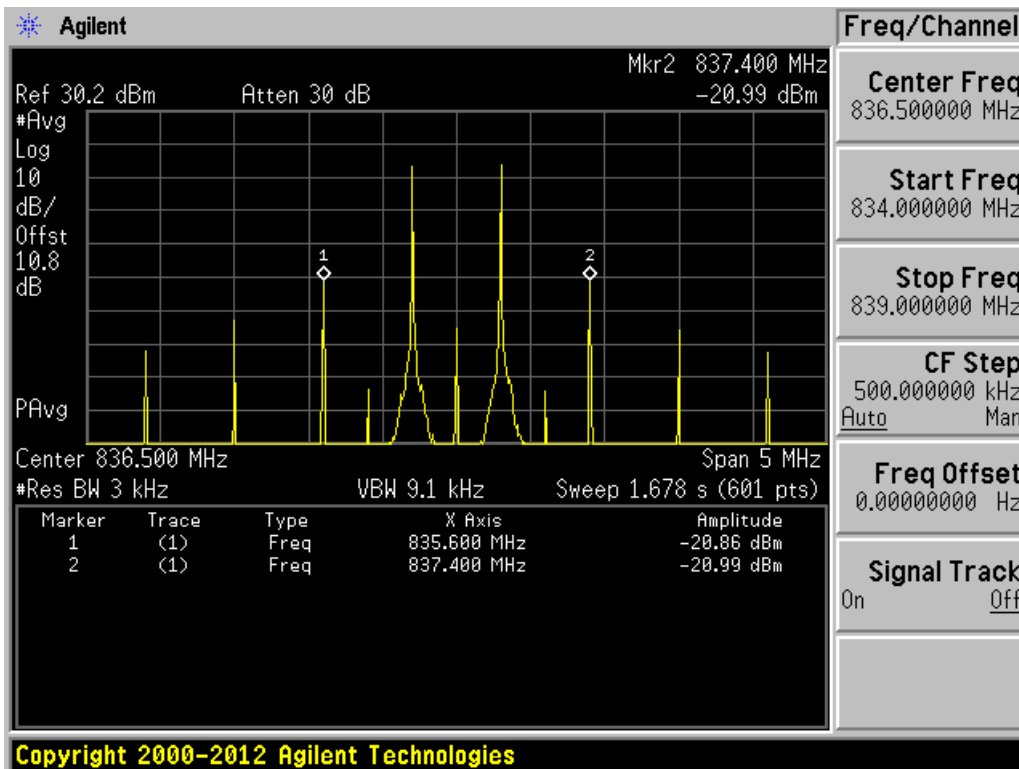 Agilent
Freq/Channel
Mkr2 837.400 MHz
Ref 30.2 dBm Atten 30 dB -20.99 dBm
#Avg
Log
10
dB/
Offst
10.8
dB
PAvg
1
2
Center 836.500 MHz Span 5 MHz
#Res BW 3 kHz VBW 9.1 kHz Sweep 1.678 s (601 pts)
Marker Trace Type X Axis Amplitude
1 (1) Freq 835.600 MHz -20.86 dBm
2 (1) Freq 837.400 MHz -20.99 dBm
Center Freq
836.500000 MHz
Start Freq
834.000000 MHz
Stop Freq
839.000000 MHz
CF Step
500.000000 kHz
Auto Man
Freq Offset
0.00000000 Hz
Signal Track
On Off
Copyright 2000-2012 Agilent Technologies